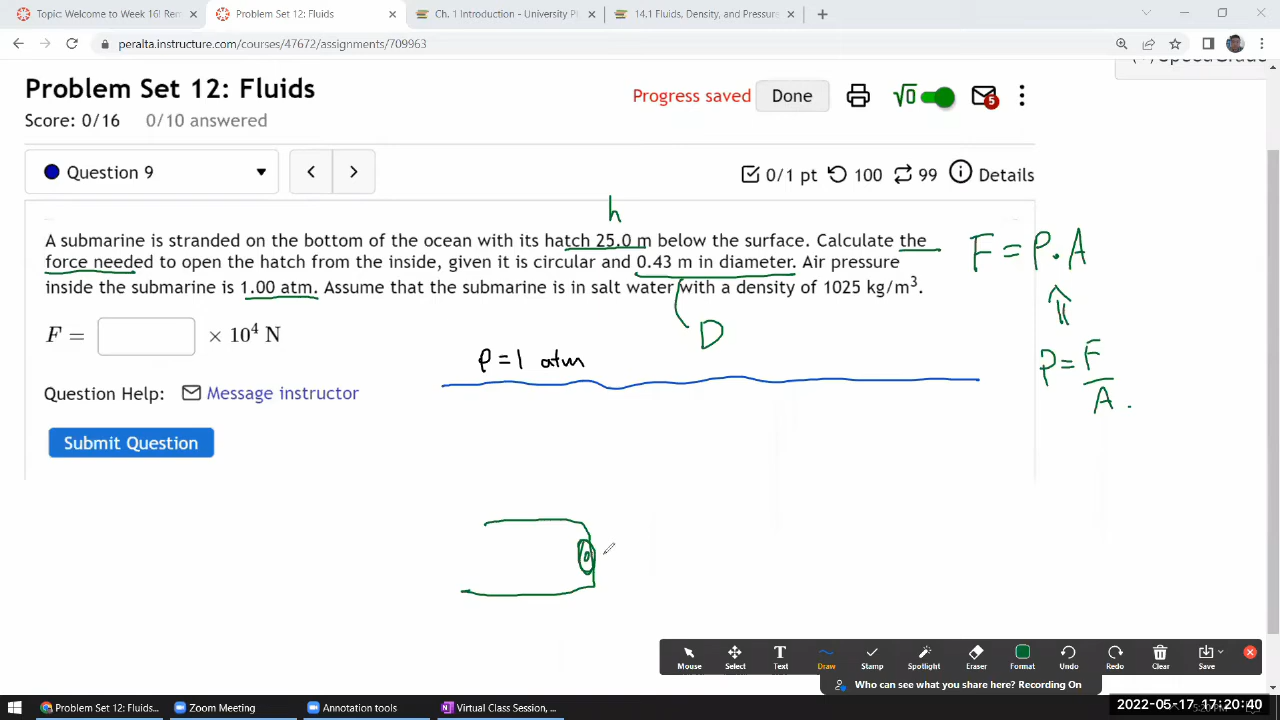 Topic: Welcome to Week 16! Rem
Problem Set 12: Fluids
Ch. 1 Introduction - University P
14.1 Fluids, Density, and Pressur
peralta.instructure.com/courses/47672/assignments/709963
Problem Set 12: Fluids
Progress saved
Done
√0
5
Score: 0/16 0/10 answered
Question 9
<
>
0/1 pt 100 99 Details
h
A submarine is stranded on the bottom of the ocean with its hatch 25.0 m below the surface. Calculate the
force needed to open the hatch from the inside, given it is circular and 0.43 m in diameter. Air pressure
inside the submarine is 1.00 atm. Assume that the submarine is in salt water with a density of 1025 kg/m³.
F = P · A
D
P = F/A.
F = × 10⁴ N
P = 1 atm
Question Help: Message instructor
Submit Question
Mouse Select Text Draw Stamp Spotlight Eraser Format Undo Redo Clear Save
Who can see what you share here? Recording On
Problem Set 12: Fluids...
Zoom Meeting
Annotation tools
Virtual Class Session, ...
2022-05-17 17:20:40